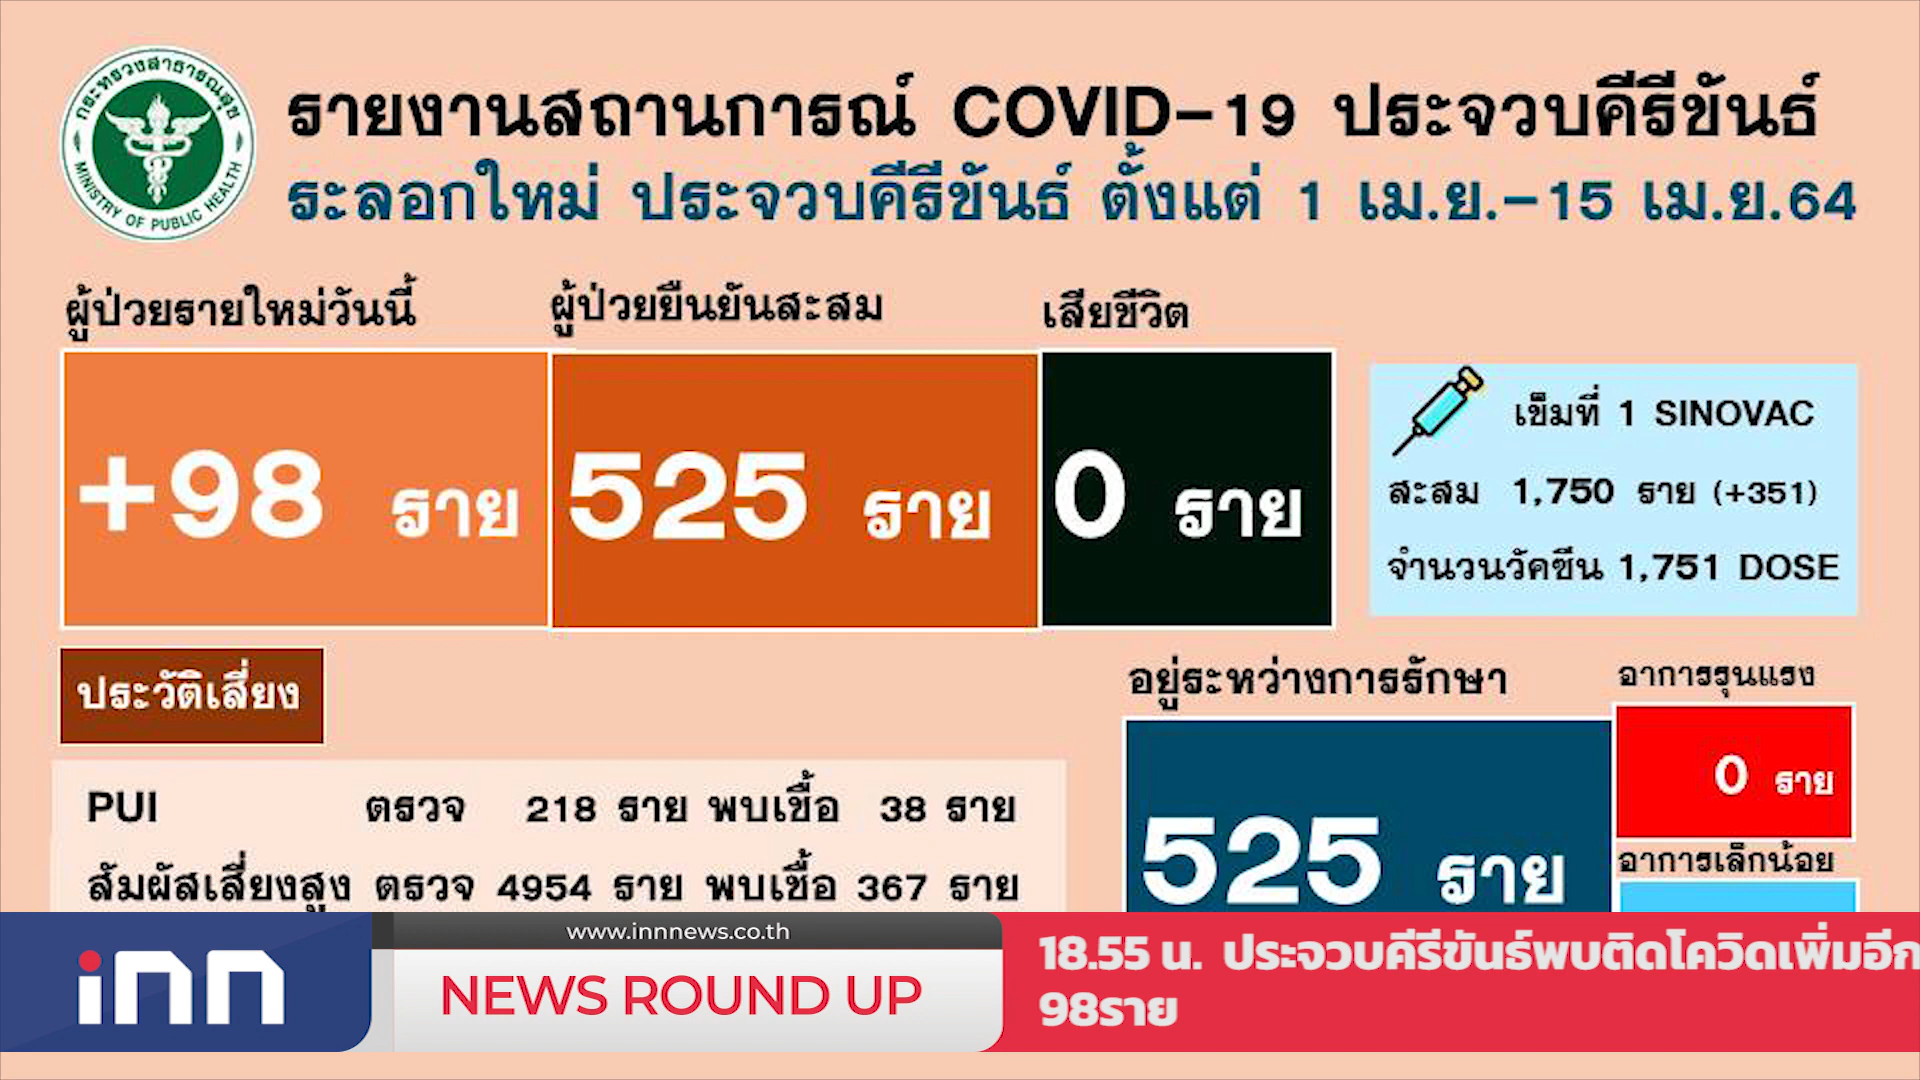 กระทรวงสาธารณสุข
MINISTRY OF PUBLIC HEALTH
รายงานสถานการณ์ COVID-19 ประจวบคีรีขันธ์
ระลอกใหม่ ประจวบคีรีขันธ์ ตั้งแต่ 1 เม.ย.-15 เม.ย.64
ผู้ป่วยรายใหม่วันนี้
ผู้ป่วยยืนยันสะสม
เสียชีวิต
+98 ราย
525 ราย
0 ราย
เข็มที่ 1 SINOVAC
สะสม 1,750 ราย (+351)
จำนวนวัคซีน 1,751 DOSE
ประวัติเสี่ยง
PUI ตรวจ 218 ราย พบเชื้อ 38 ราย
สัมผัสเสี่ยงสูง ตรวจ 4954 ราย พบเชื้อ 367 ราย
อยู่ระหว่างการรักษา
525 ราย
อาการรุนแรง
0 ราย
อาการเล็กน้อย
inn
www.innnews.co.th
NEWS ROUND UP
18.55 น. ประจวบคีรีขันธ์พบติดโควิดเพิ่มอีก
98ราย